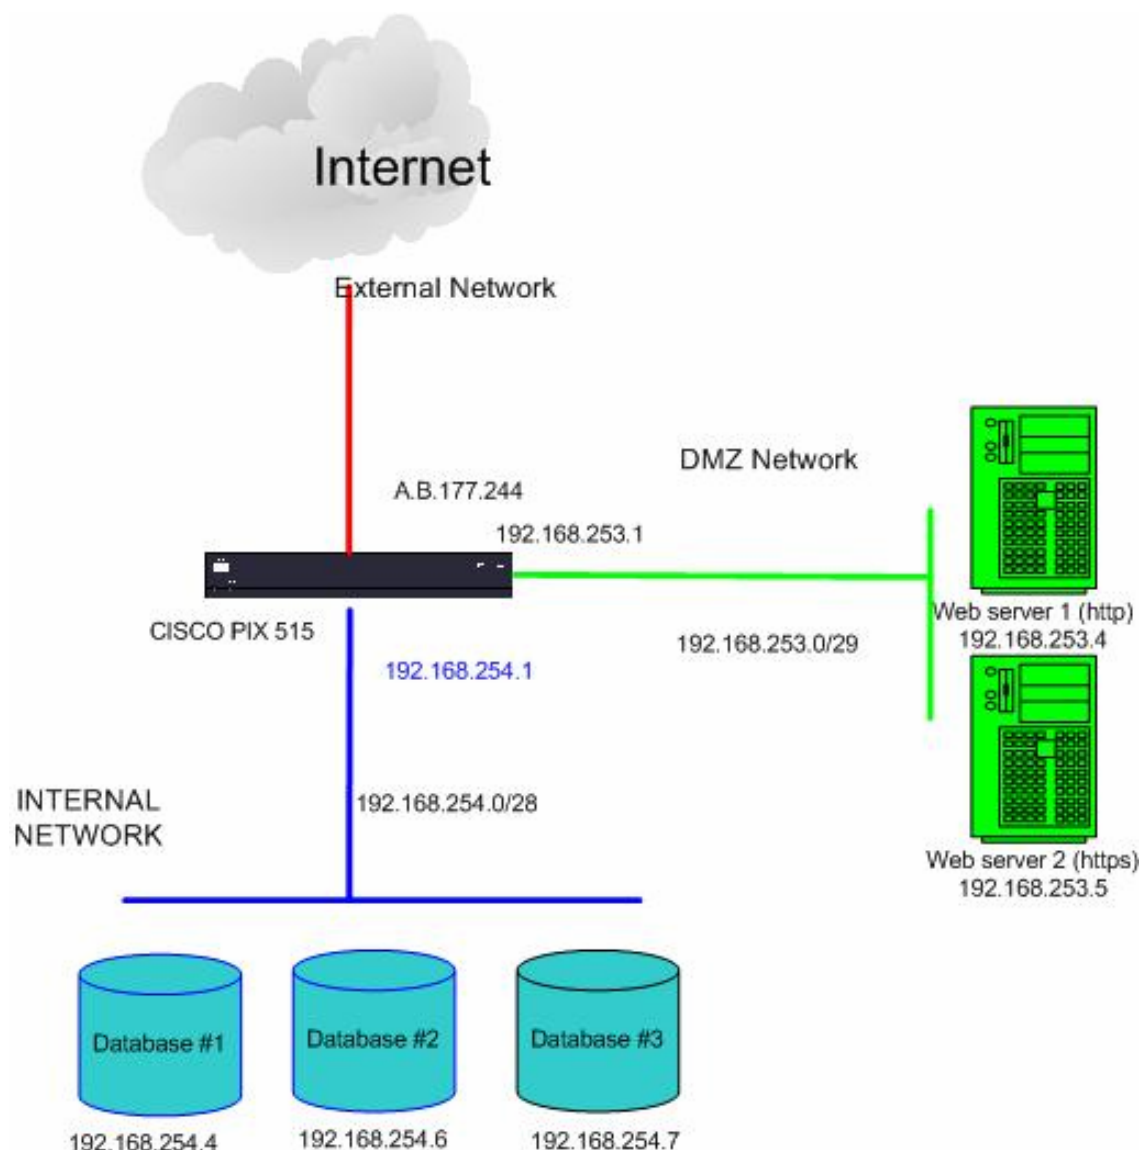 Internet
External Network
DMZ Network
A.B.177.244
192.168.253.1
CISCO PIX 515
Web server 1 (http)
192.168.253.4
192.168.253.0/29
192.168.254.1
INTERNAL
NETWORK
192.168.254.0/28
Web server 2 (https)
192.168.253.5
Database #1
Database #2
Database #3
192.168.254.4
192.168.254.6
192.168.254.7